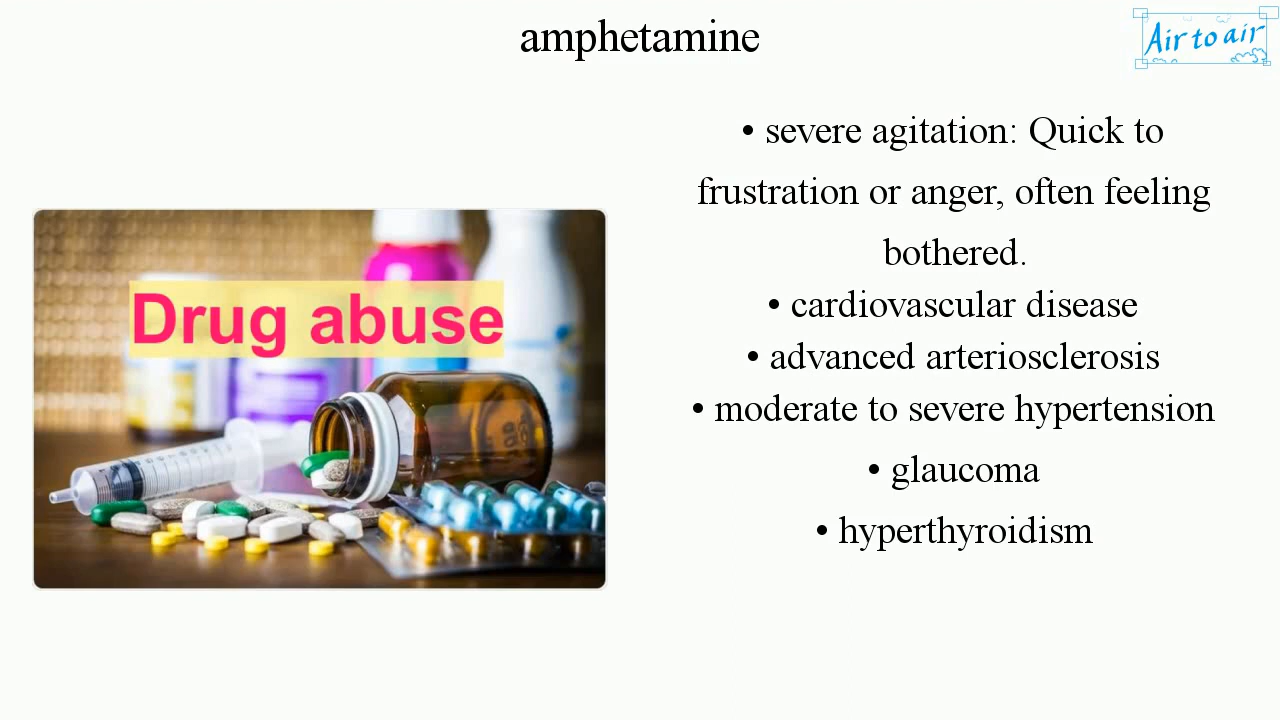 amphetamine
Air to air
• severe agitation: Quick to
frustration or anger, often feeling
bothered.
• cardiovascular disease
• advanced arteriosclerosis
• moderate to severe hypertension
• glaucoma
• hyperthyroidism
Drug abuse